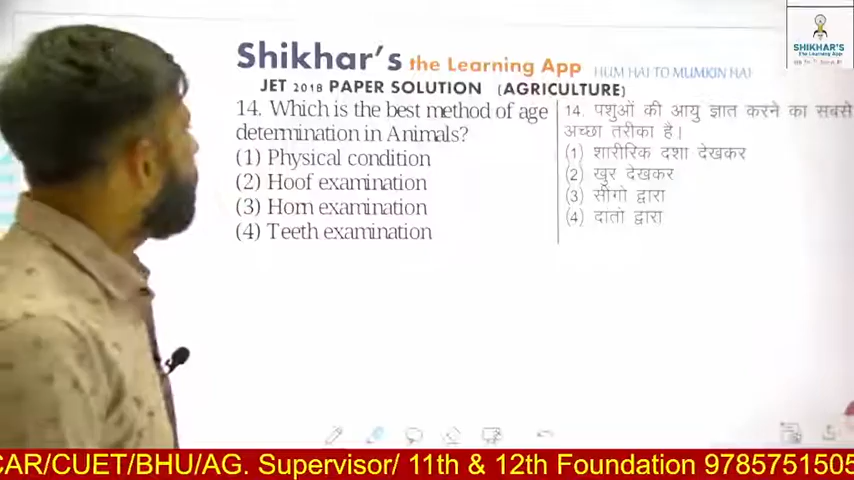 Shikhar's the Learning App HUM HAI TO MUMKIN HAI
SHIKHAR'S
JET 2018 PAPER SOLUTION (AGRICULTURE)
14. Which is the best method of age
determination in Animals?
(1) Physical condition
(2) Hoof examination
(3) Horn examination
(4) Teeth examination
14. पशुओं की आयु ज्ञात करने का सबसे
अच्छा तरीका है।
(1) शारीरिक दशा देखकर
(2) खुर देखकर
(3) सींगो द्वारा
(4) दातो द्वारा
CAR/CUET/BHU/AG. Supervisor/ 11th & 12th Foundation 9785751505